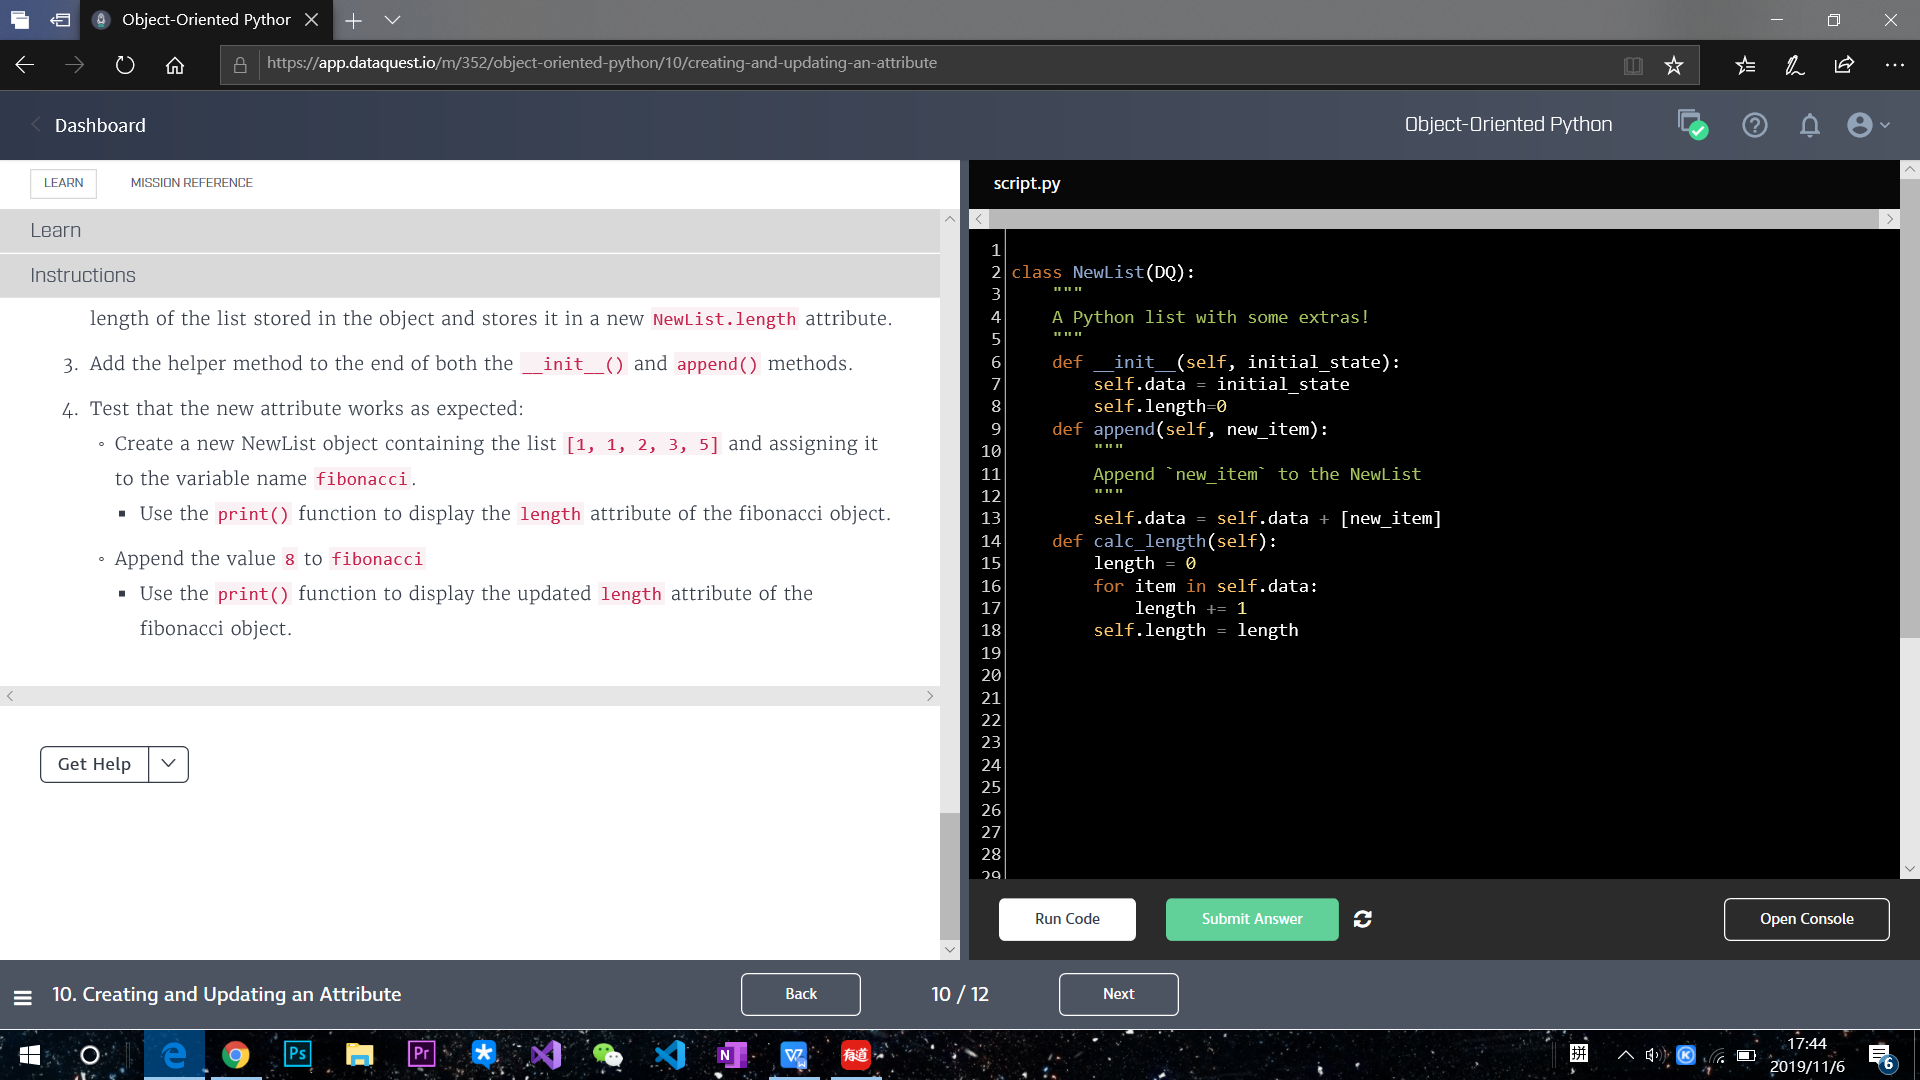 Object-Oriented Pythor
https://app.dataquest.io/m/352/object-oriented-python/10/creating-and-updating-an-attribute
Dashboard
Object-Oriented Python
LEARN
MISSION REFERENCE
Learn
Instructions
length of the list stored in the object and stores it in a new NewList.length attribute.
3. Add the helper method to the end of both the __init__() and append() methods.
4. Test that the new attribute works as expected:
◦ Create a new NewList object containing the list [1, 1, 2, 3, 5] and assigning it
to the variable name fibonacci.
▪ Use the print() function to display the length attribute of the fibonacci object.
◦ Append the value 8 to fibonacci
▪ Use the print() function to display the updated length attribute of the
fibonacci object.
Get Help
script.py
1
2 class NewList(DQ):
3     """
4     A Python list with some extras!
5     """
6     def __init__(self, initial_state):
7         self.data = initial_state
8         self.length=0
9     def append(self, new_item):
10         """
11         Append `new_item` to the NewList
12         """
13         self.data = self.data + [new_item]
14     def calc_length(self):
15         length = 0
16         for item in self.data:
17             length += 1
18         self.length = length
19
20
21
22
23
24
25
26
27
28
29
Run Code
Submit Answer
Open Console
10. Creating and Updating an Attribute
Back
10 / 12
Next
Ps
Pr
N
有道
拼
K
17:44
2019/11/6
6